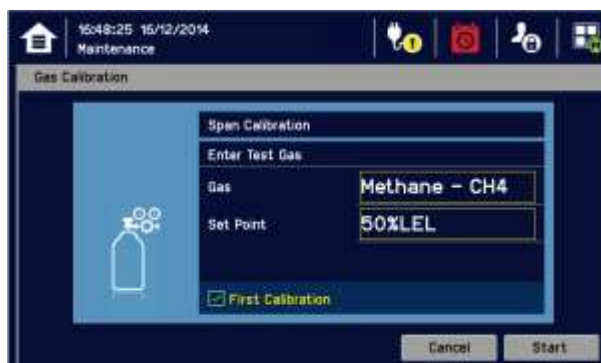 16:48:25 16/12/2014
Maintenance
Gas Calibration
Span Calibration
Enter Test Gas
Gas Methane - CH4
Set Point 50%LEL
First Calibration
Cancel Start